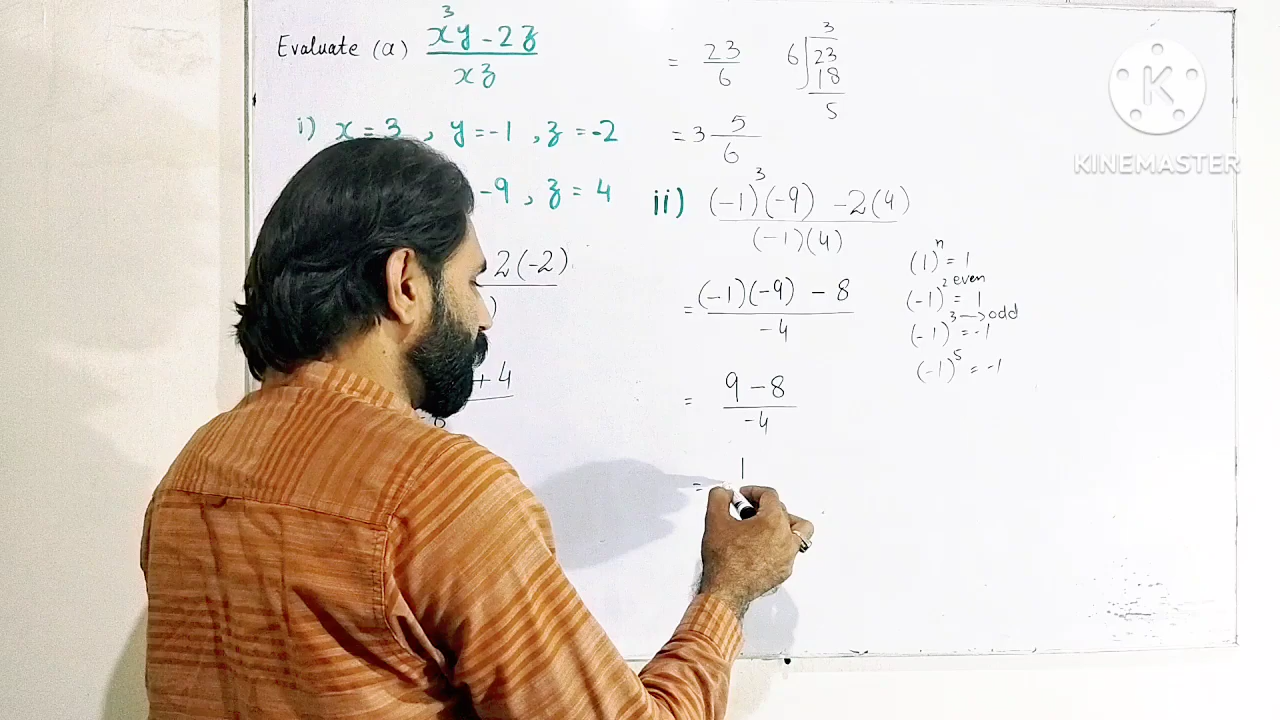 Evaluate (a) x³y - 2z / xz
i) x = 3 , y = -1 , z = -2
-9 , z = 4
2(-2)
)
+ 4
= 23/6
6 23
3
18
5
= 3 5/6
ii) (-1)³(-9) - 2(4) / (-1)(4)
= (-1)(-9) - 8 / -4
= 9 - 8 / -4
= 1
(1)ⁿ = 1
(-1)² = 1 even
(-1)³ = -1 → odd
(-1)⁵ = -1
K
KINEMASTER